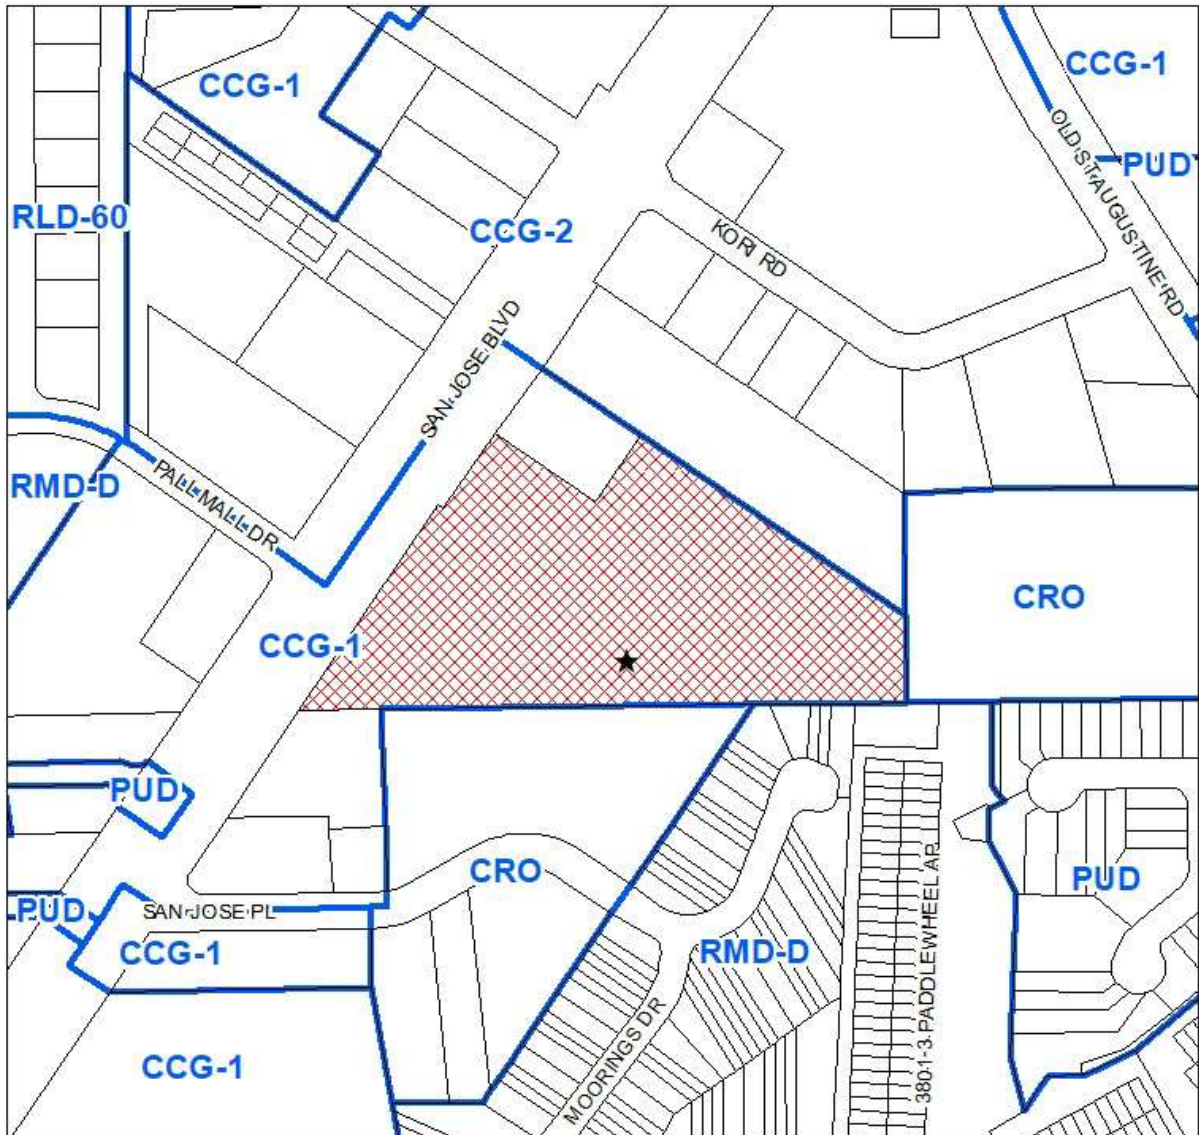 CCG-1
CCG-1
PUD
OLD ST AUGUSTINE RD
RLD-60
CCG-2
KORI RD
SAN JOSE BLVD
RMD-D
PALL MALL DR
CRO
CCG-1
PUD
CRO
PUD
PUD
SAN JOSE PL
CCG-1
RMD-D
3801-3 PADDLEWHEEL AP
MOORINGS DR
CCG-1